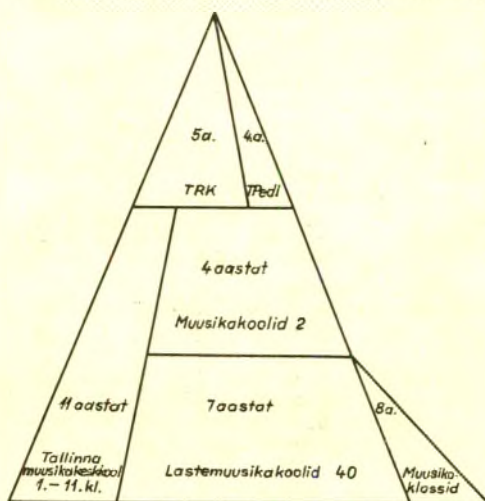 5a. 4a.
TRK TPedI
4 aastat
Muusikakoolid 2
11 aastat 7 aastat 8a.
Tallinna
muusikakeskkool
1.-11. kl. Lastemuusikakoolid 40 Muusika-
klassid